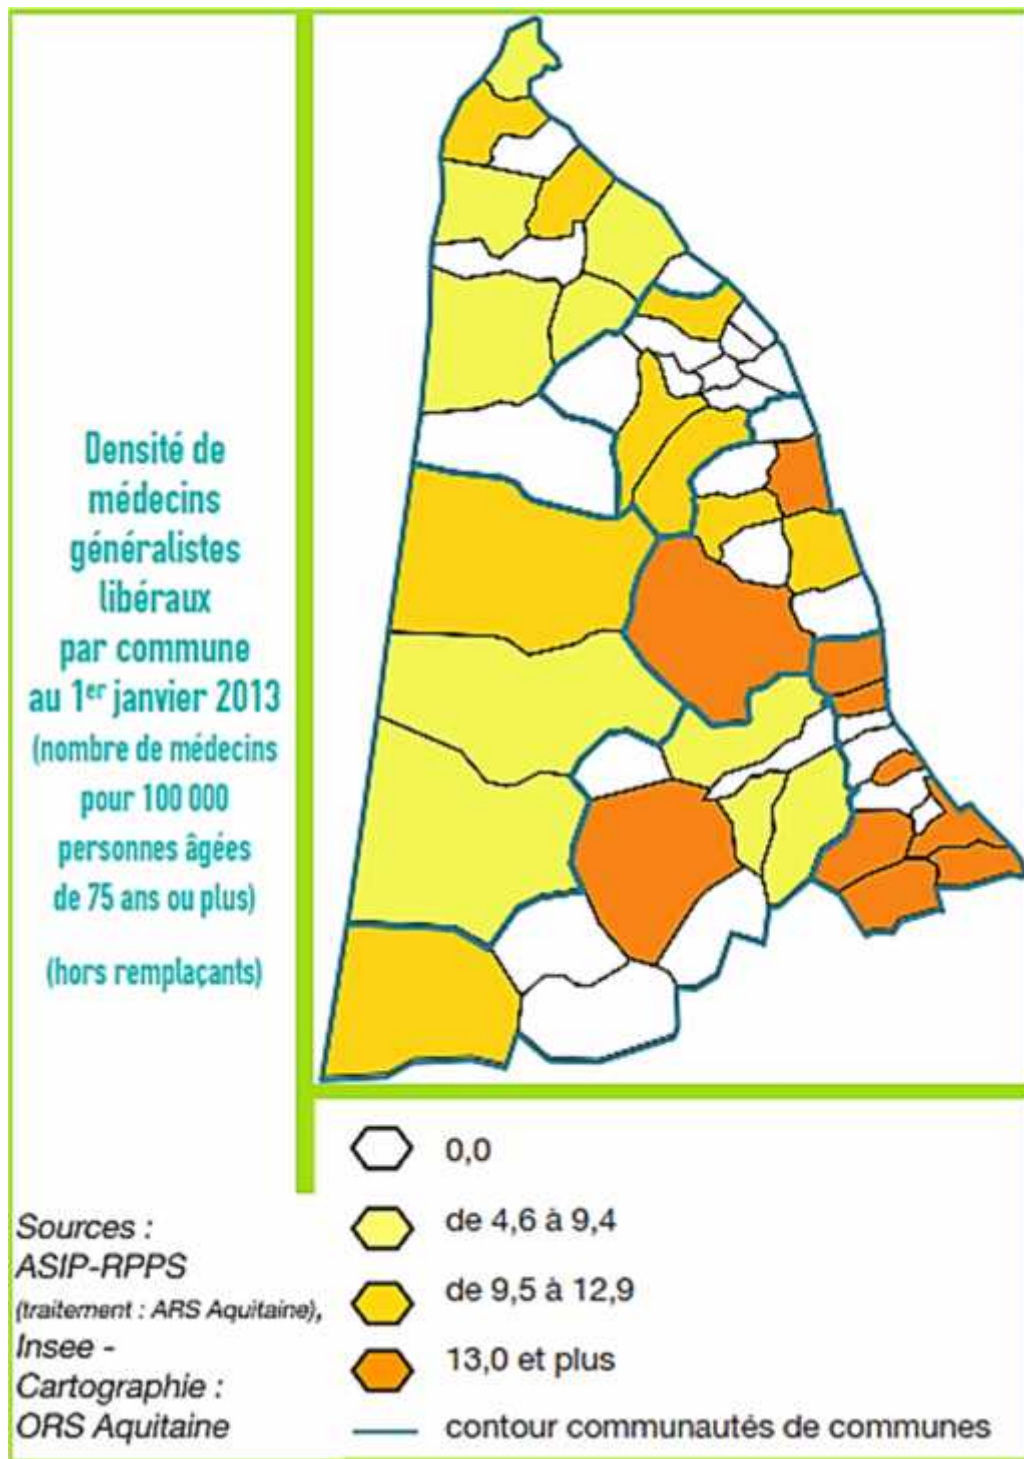 Densité de
médecins
généralistes
libéraux
par commune
au 1er janvier 2013
(nombre de médecins
pour 100 000
personnes âgées
de 75 ans ou plus)
(hors remplaçants)
0,0
de 4,6 à 9,4
de 9,5 à 12,9
13,0 et plus
contour communautés de communes
Sources :
ASIP-RPPS
(traitement : ARS Aquitaine),
Insee -
Cartographie :
ORS Aquitaine